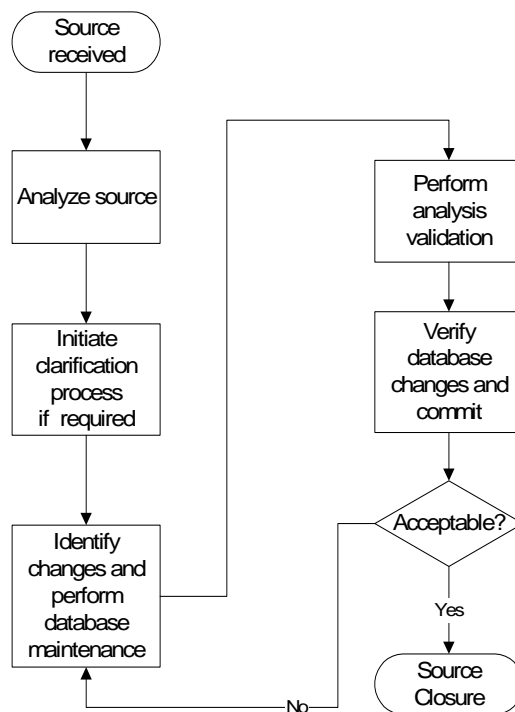 Source
received
Analyze source
Initiate
clarification
process
if required
Identify
changes and
perform
database
maintenance
Perform
analysis
validation
Verify
database
changes and
commit
Acceptable?
Yes
No
Source
Closure